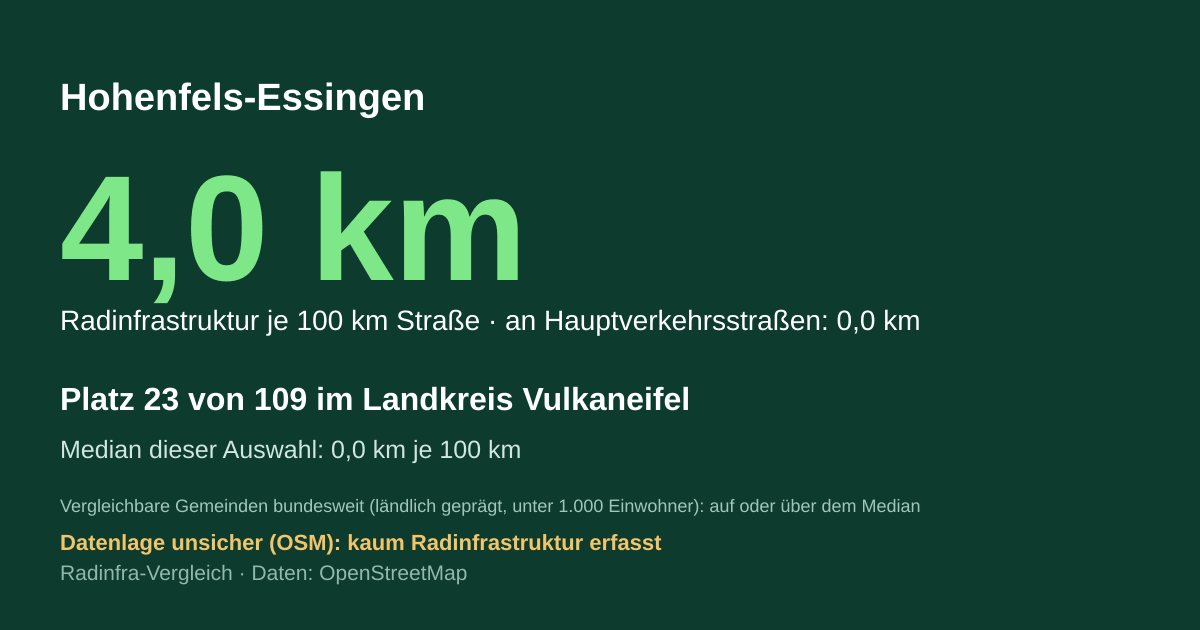 Hohenfels-Essingen
4,0 km
Radinfrastruktur je 100 km Straße · an Hauptverkehrsstraßen: 0,0 km
Platz 23 von 109 im Landkreis Vulkaneifel
Median dieser Auswahl: 0,0 km je 100 km
Vergleichbare Gemeinden bundesweit (ländlich geprägt, unter 1.000 Einwohner): auf oder über dem Median
Datenlage unsicher (OSM): kaum Radinfrastruktur erfasst
Radinfra-Vergleich · Daten: OpenStreetMap